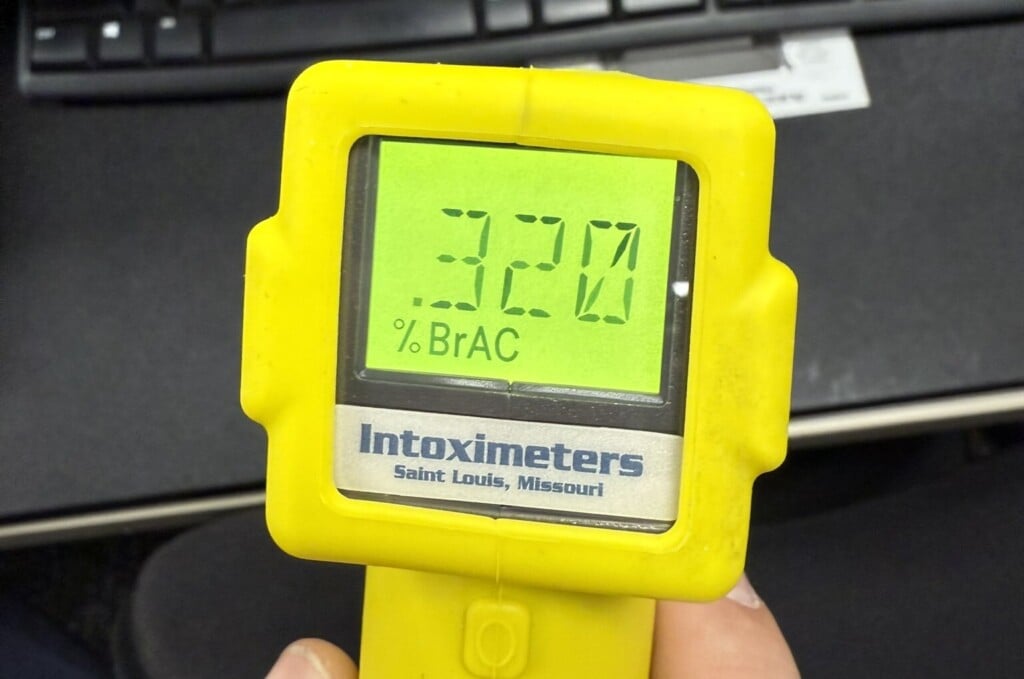 .320
% BrAC
Intoximeters
Saint Louis, Missouri